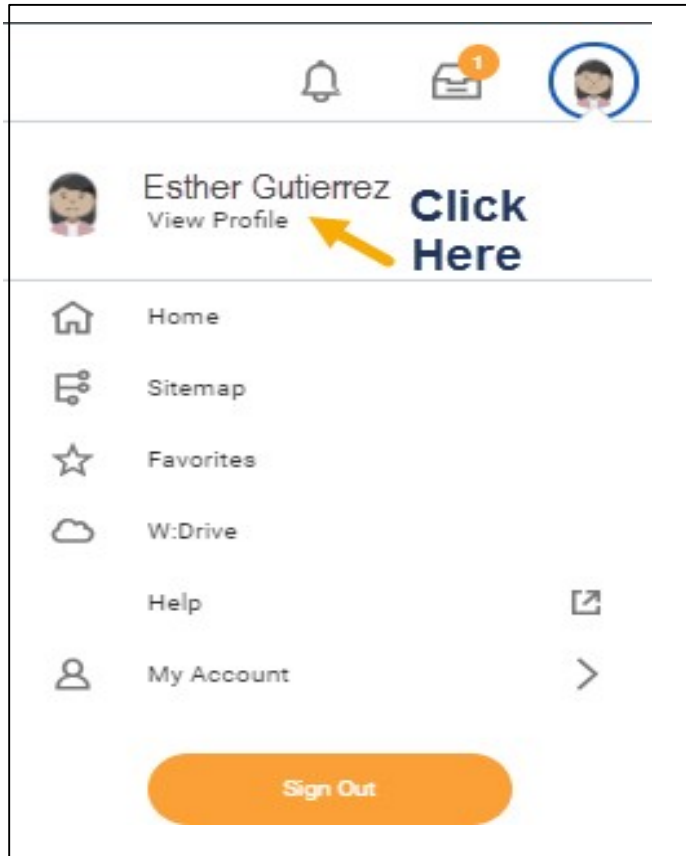 1
Esther Gutierrez
View Profile
Click
Here
Home
Sitemap
Favorites
W:Drive
Help
My Account
Sign Out